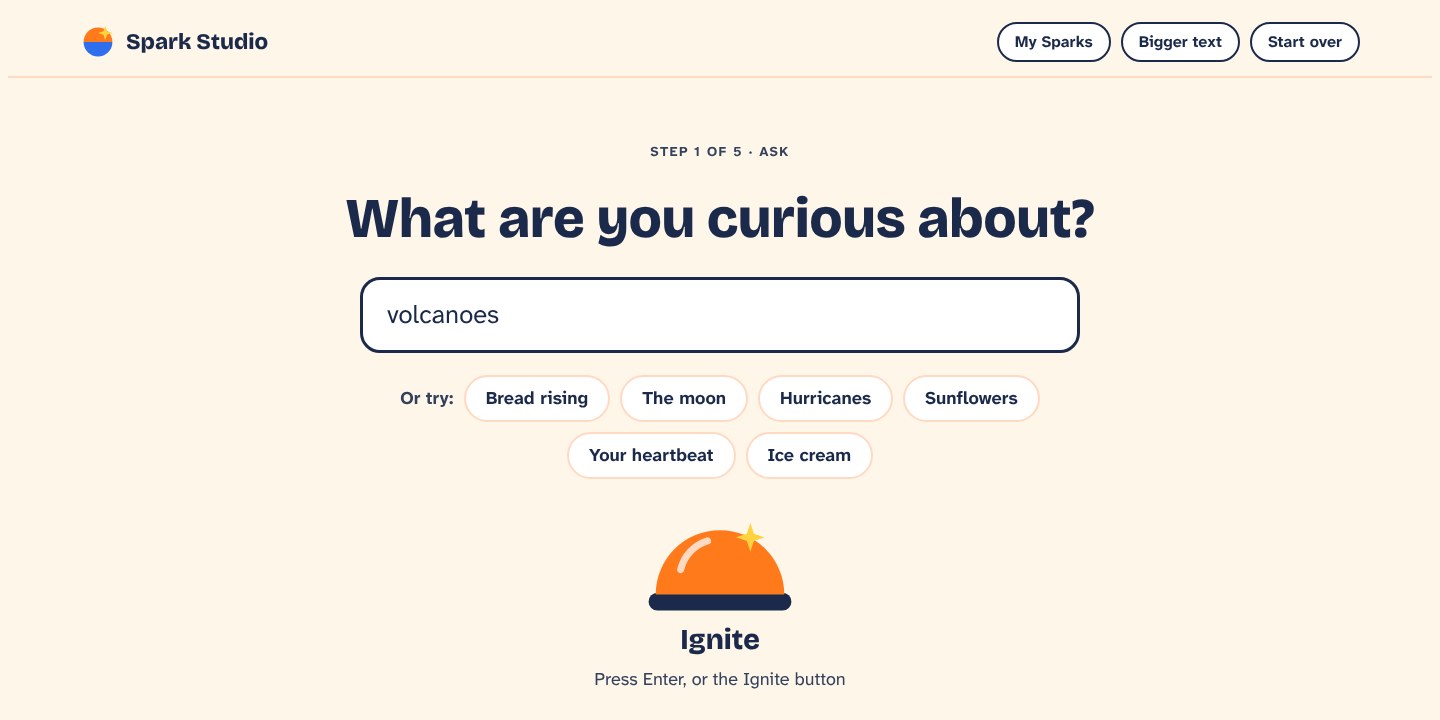 Spark Studio
My Sparks
Bigger text
Start over
STEP 1 OF 5 · ASK
What are you curious about?
volcanoes
Or try:
Bread rising
The moon
Hurricanes
Sunflowers
Your heartbeat
Ice cream
Ignite
Press Enter, or the Ignite button